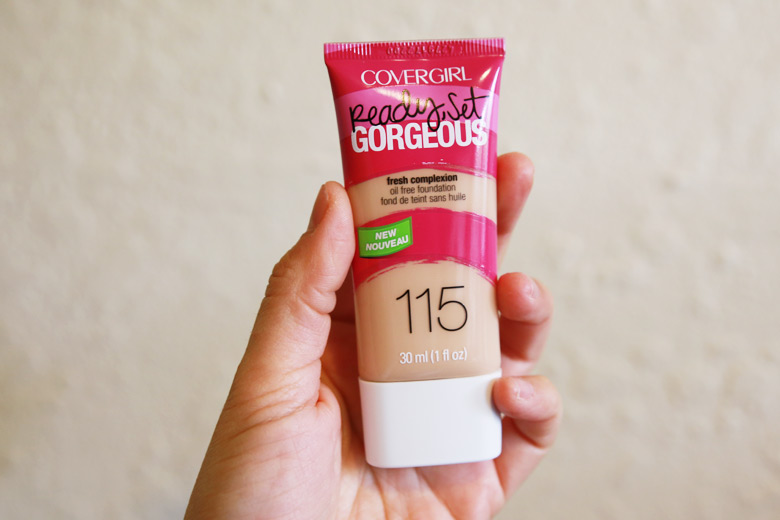 COVERGIRL
Ready, Set
GORGEOUS
fresh complexion
oil free foundation
fond de teint sans huile
NEW
NOUVEAU
115
30 ml (1 fl oz)